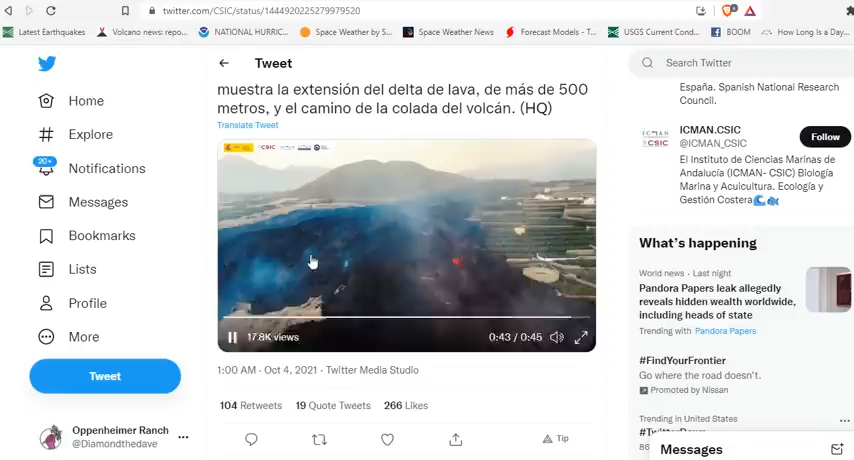 twitter.com/CSIC/status/1444920225279979520
Latest Earthquakes
Volcano news: repo...
NATIONAL HURRIC...
Space Weather by S...
Space Weather News
Forecast Models - T...
USGS Current Cond...
BOOM
How Long Is a Day...
Home
Explore
20+
Notifications
Messages
Bookmarks
Lists
Profile
More
Tweet
Oppenheimer Ranch
@Diamondthedave
Tweet
muestra la extensión del delta de lava, de más de 500
metros, y el camino de la colada del volcán. (HQ)
Translate Tweet
CSIC
17.8K views
0:43 / 0:45
1:00 AM · Oct 4, 2021 · Twitter Media Studio
104 Retweets 19 Quote Tweets 266 Likes
Tip
Search Twitter
España. Spanish National Research
Council.
ICMAN.CSIC
@ICMAN_CSIC
Follow
El Instituto de Ciencias Marinas de
Andalucía (ICMAN- CSIC) Biología
Marina y Acuicultura. Ecología y
Gestión Costera
What's happening
World news · Last night
Pandora Papers leak allegedly
reveals hidden wealth worldwide,
including heads of state
Trending with Pandora Papers
#FindYourFrontier
Go where the road doesn't.
Promoted by Nissan
Trending in United States
Messages